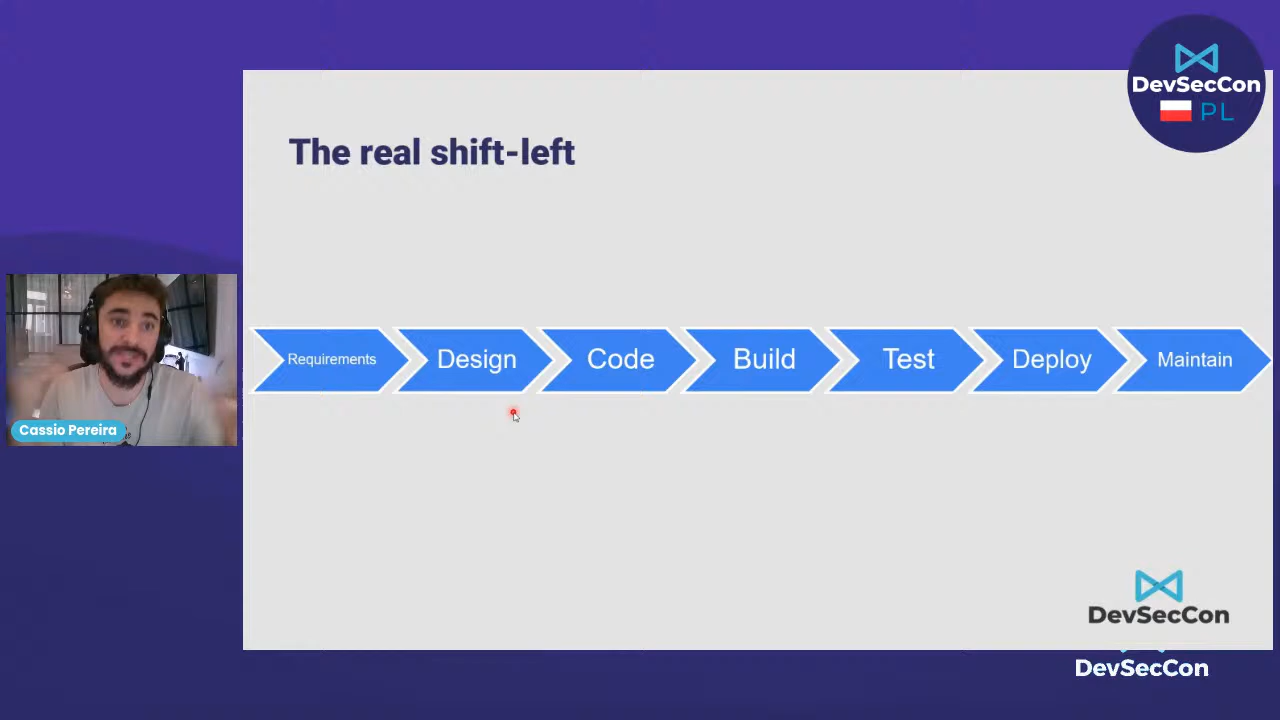 DevSecCon
PL
The real shift-left
Requirements
Design
Code
Build
Test
Deploy
Maintain
Cassio Pereira
DevSecCon
DevSecCon